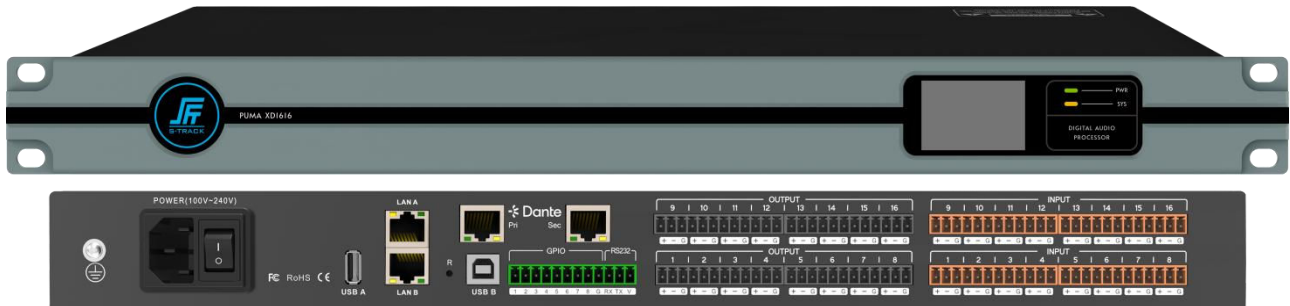 S-TRACK
PUMA XD1616
PWR
SYS
DIGITAL AUDIO
PROCESSOR
POWER(100V~240V)
I
O
FC RoHS CE
USB A
LAN A
LAN B
Dante
Pri Sec
R
USB B
GPIO RS232
1 2 3 4 5 6 7 8 G RX TX V
OUTPUT
9 10 11 12 13 14 15 16
+ - G + - G + - G + - G + - G + - G + - G + - G
OUTPUT
1 2 3 4 5 6 7 8
+ - G + - G + - G + - G + - G + - G + - G + - G
INPUT
9 10 11 12 13 14 15 16
+ - G + - G + - G + - G + - G + - G + - G + - G
INPUT
1 2 3 4 5 6 7 8
+ - G + - G + - G + - G + - G + - G + - G + - G